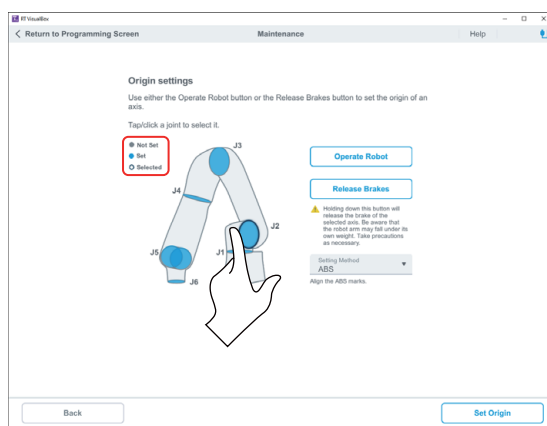 RT VisualBox
Return to Programming Screen
Maintenance
Help
Origin settings
Use either the Operate Robot button or the Release Brakes button to set the origin of an
axis.
Tap/click a joint to select it.
Not Set
Set
Selected
J3
J4
J2
J5
J1
J6
Operate Robot
Release Brakes
Holding down this button will
release the brake of the
selected axis. Be aware that
the robot arm may fall under its
own weight. Take precautions
as necessary.
Setting Method
ABS
Align the ABS marks.
Back
Set Origin